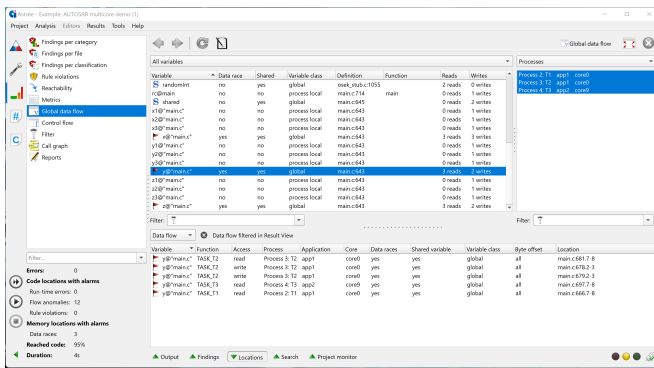 Astrée - Example: AUTOSAR multicore demo (1)
Project Analysis Editors Results Tools Help
Findings per category
Findings per file
Findings per classification
Rule violations
Reachability
Metrics
Global data flow
Control flow
Filter
Call graph
Reports
Global data flow
All variables
Processes
Variable Data race Shared Variable class Definition Function Reads Writes
randomInt no yes global osek_stub.c:1055 2 reads 0 writes
rc@main no no process local main.c:714 main 0 reads 1 writes
shared no yes global main.c:645 0 reads 2 writes
x1@"main.c" no no process local main.c:643 0 reads 1 writes
x2@"main.c" no no process local main.c:643 0 reads 1 writes
x3@"main.c" no no process local main.c:643 0 reads 1 writes
x@"main.c" yes yes global main.c:643 3 reads 3 writes
y1@"main.c" no no process local main.c:643 0 reads 1 writes
y2@"main.c" no no process local main.c:643 0 reads 1 writes
y3@"main.c" no no process local main.c:643 0 reads 1 writes
y@"main.c" yes yes global main.c:643 3 reads 2 writes
z1@"main.c" no no process local main.c:643 0 reads 1 writes
z2@"main.c" no no process local main.c:643 0 reads 1 writes
z3@"main.c" no no process local main.c:643 0 reads 1 writes
z@"main.c" yes yes global main.c:643 3 reads 2 writes
Process 2: T1 app1 core0
Process 3: T2 app1 core0
Process 4: T3 app2 core9
Filter:
Filter:
Data flow Data flow filtered in Result View
Variable Function Access Process Application Core Data races Shared variable Variable class Byte offset Location
y@"main.c" TASK_T2 read Process 3: T2 app1 core0 yes yes global all main.c:681.7-8
y@"main.c" TASK_T2 write Process 3: T2 app1 core0 yes yes global all main.c:678.2-3
y@"main.c" TASK_T2 write Process 3: T2 app1 core0 yes yes global all main.c:679.2-3
y@"main.c" TASK_T3 read Process 4: T3 app2 core9 yes yes global all main.c:697.7-8
y@"main.c" TASK_T1 read Process 2: T1 app1 core0 yes yes global all main.c:666.7-8
Filter...
Errors: 0
Code locations with alarms
Run-time errors: 0
Flow anomalies: 12
Rule violations: 0
Memory locations with alarms
Data races: 3
Reached code: 95%
Duration: 4s
Output Findings Locations Search Project monitor